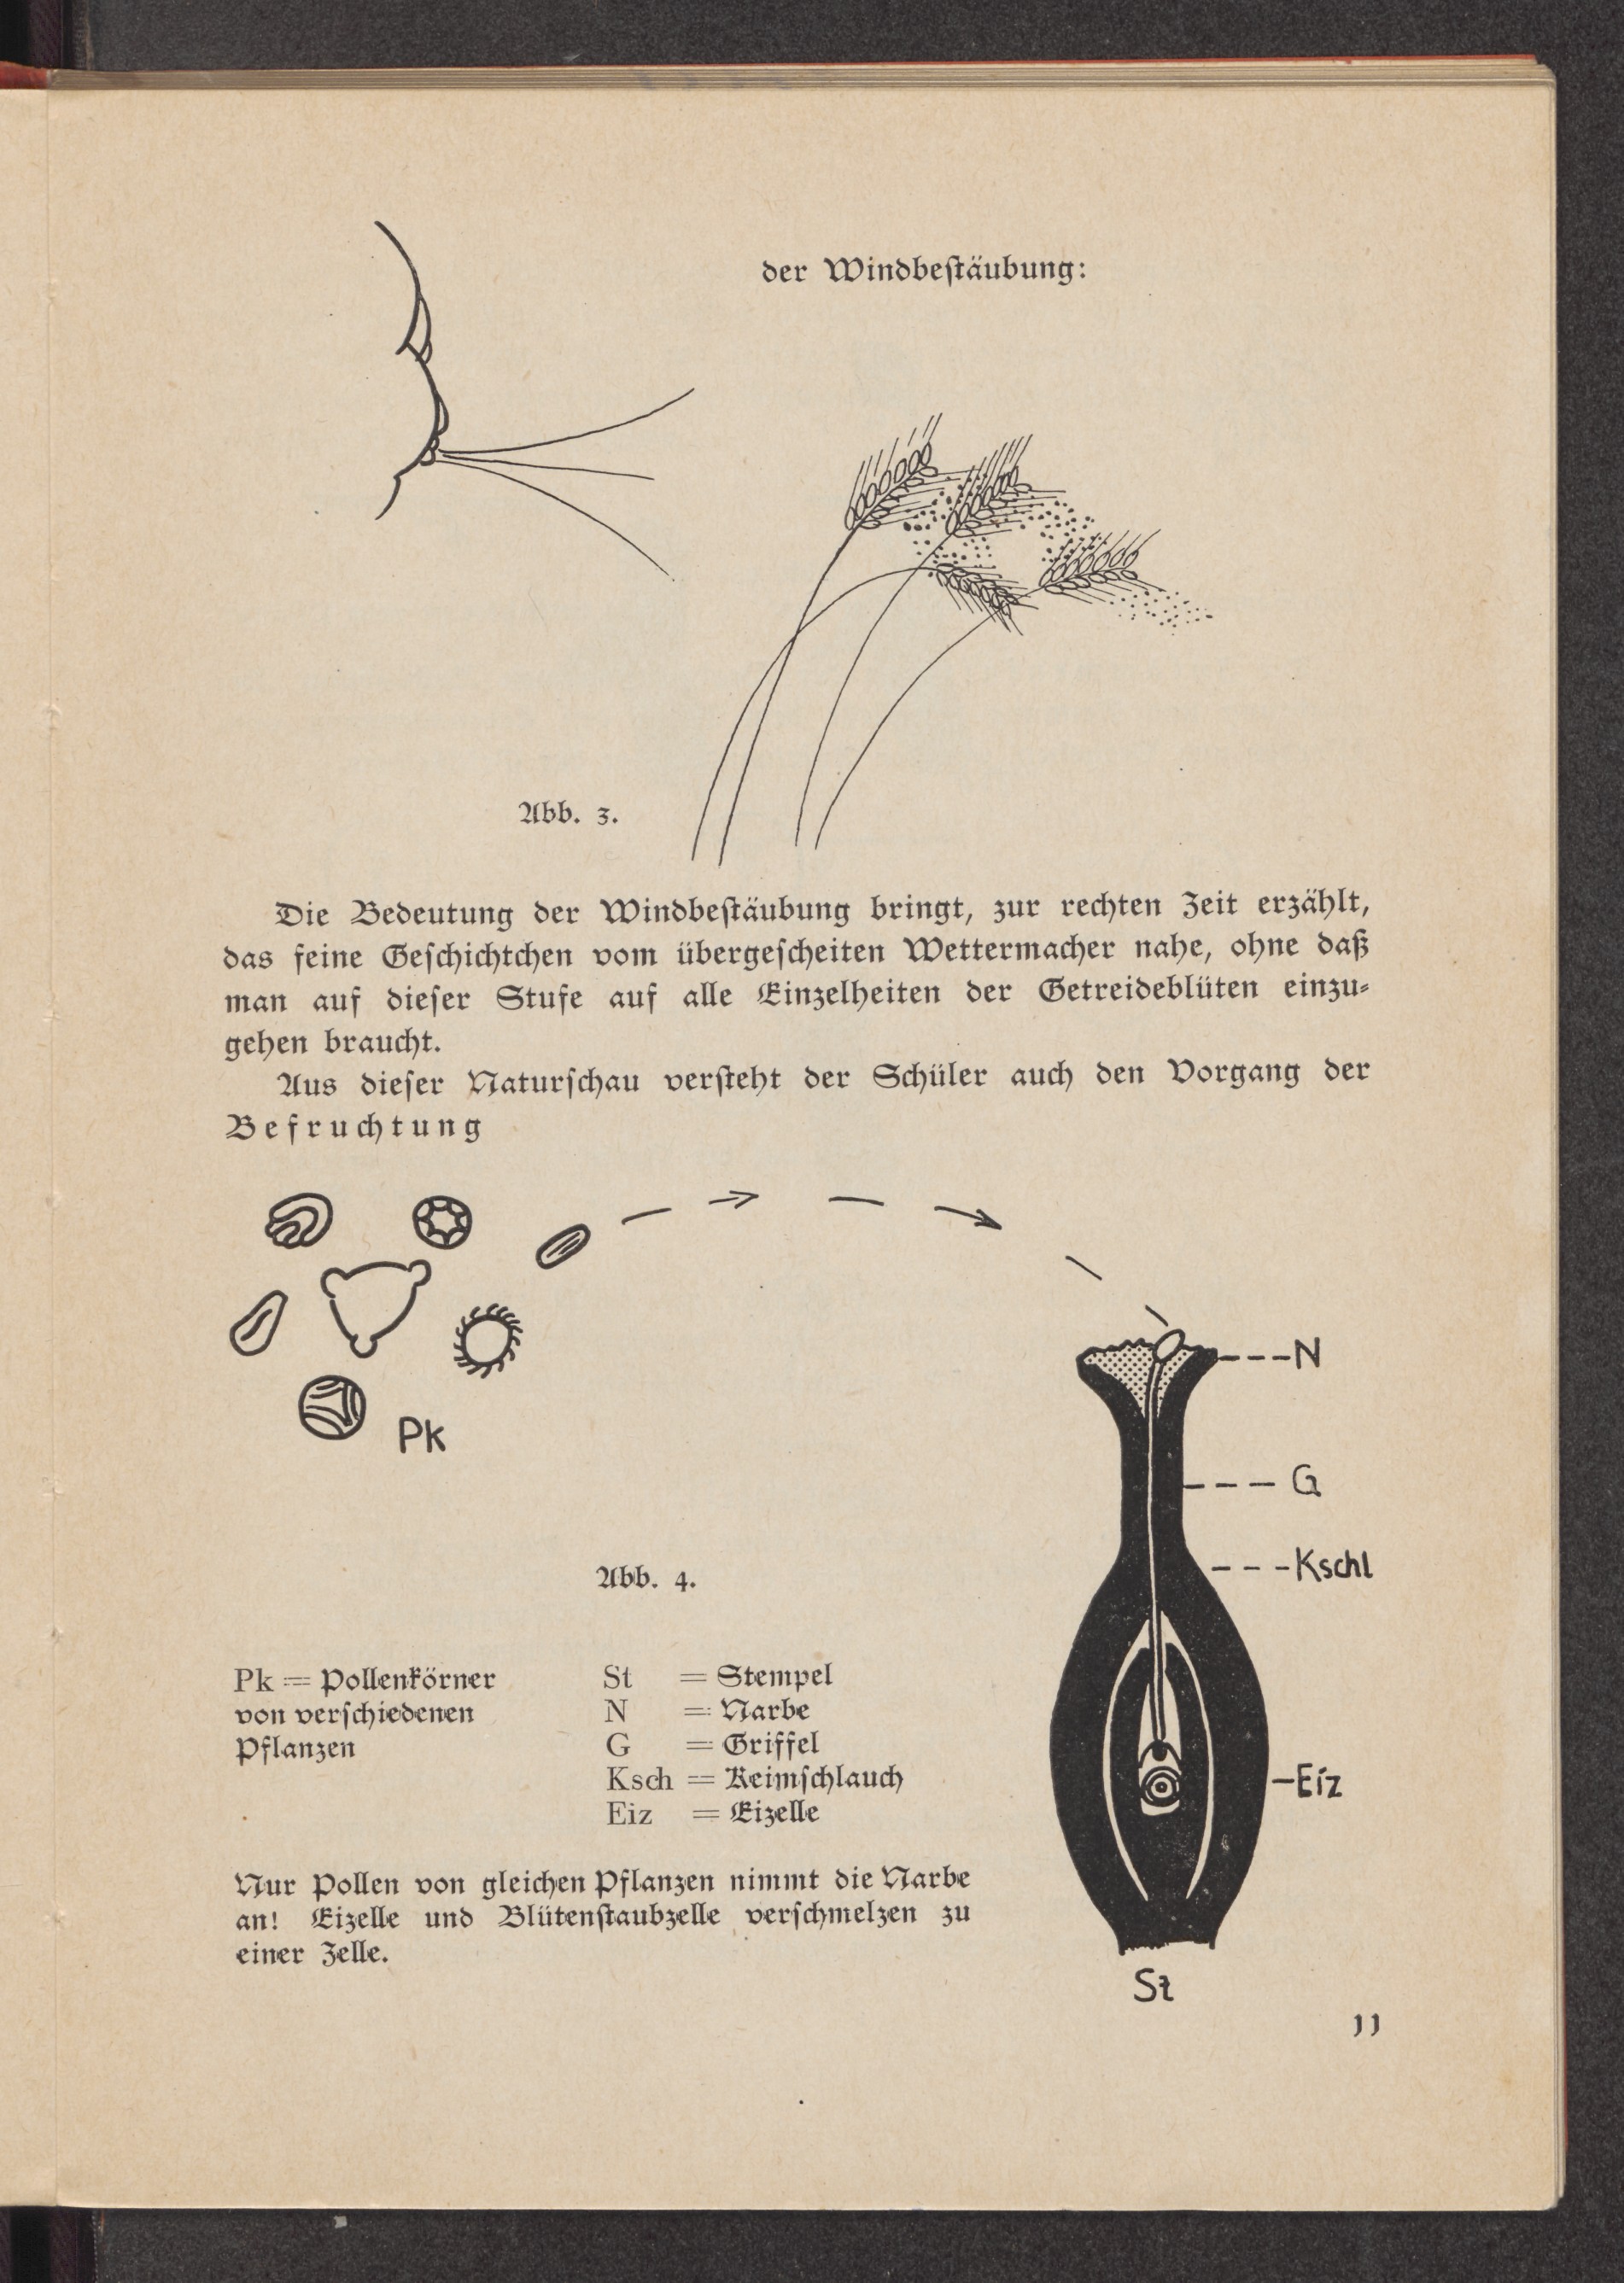 der Windbestäubung:
Abb. 3.
Die Bedeutung der Windbestäubung bringt, zur rechten Zeit erzählt,
das feine Geschichtchen vom übergescheiten Wettermacher nahe, ohne daß
man auf dieser Stufe auf alle Einzelheiten der Getreideblüten einzu-
gehen braucht.
Aus dieser Naturschau versteht der Schüler auch den Vorgang der
Befruchtung
N
Pk
G
Kschl
Abb. 4.
Pk = Pollenkörner
von verschiedenen
Pflanzen
St = Stempel
N = Narbe
G = Griffel
Ksch = Keimschlauch
Eiz = Eizelle
Eiz
Nur Pollen von gleichen Pflanzen nimmt die Narbe
an! Eizelle und Blütenstaubzelle verschmelzen zu
einer Zelle.
St
11